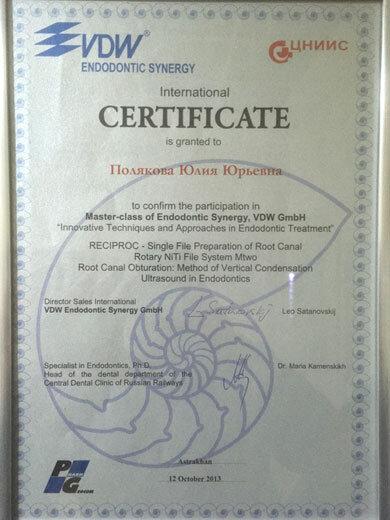 VDW®
ENDODONTIC SYNERGY
ЦНИИС
International
CERTIFICATE
is granted to
Полякова Юлия Юрьевна
to confirm the participation in
Master-class of Endodontic Synergy, VDW GmbH
"Innovative Techniques and Approaches in Endodontic Treatment"
RECIPROC - Single File Preparation of Root Canal
Rotary NiTi File System Mtwo
Root Canal Obturation: Method of Vertical Condensation
Ultrasound in Endodontics
Director Sales International
VDW Endodontic Synergy GmbH
Leo Satanovskij
Specialist in Endodontics, Ph.D.
Head of the dental department of the
Central Dental Clinic of Russian Railways
Dr. Maria Kamenskikh
Astrakhan
12 October 2013